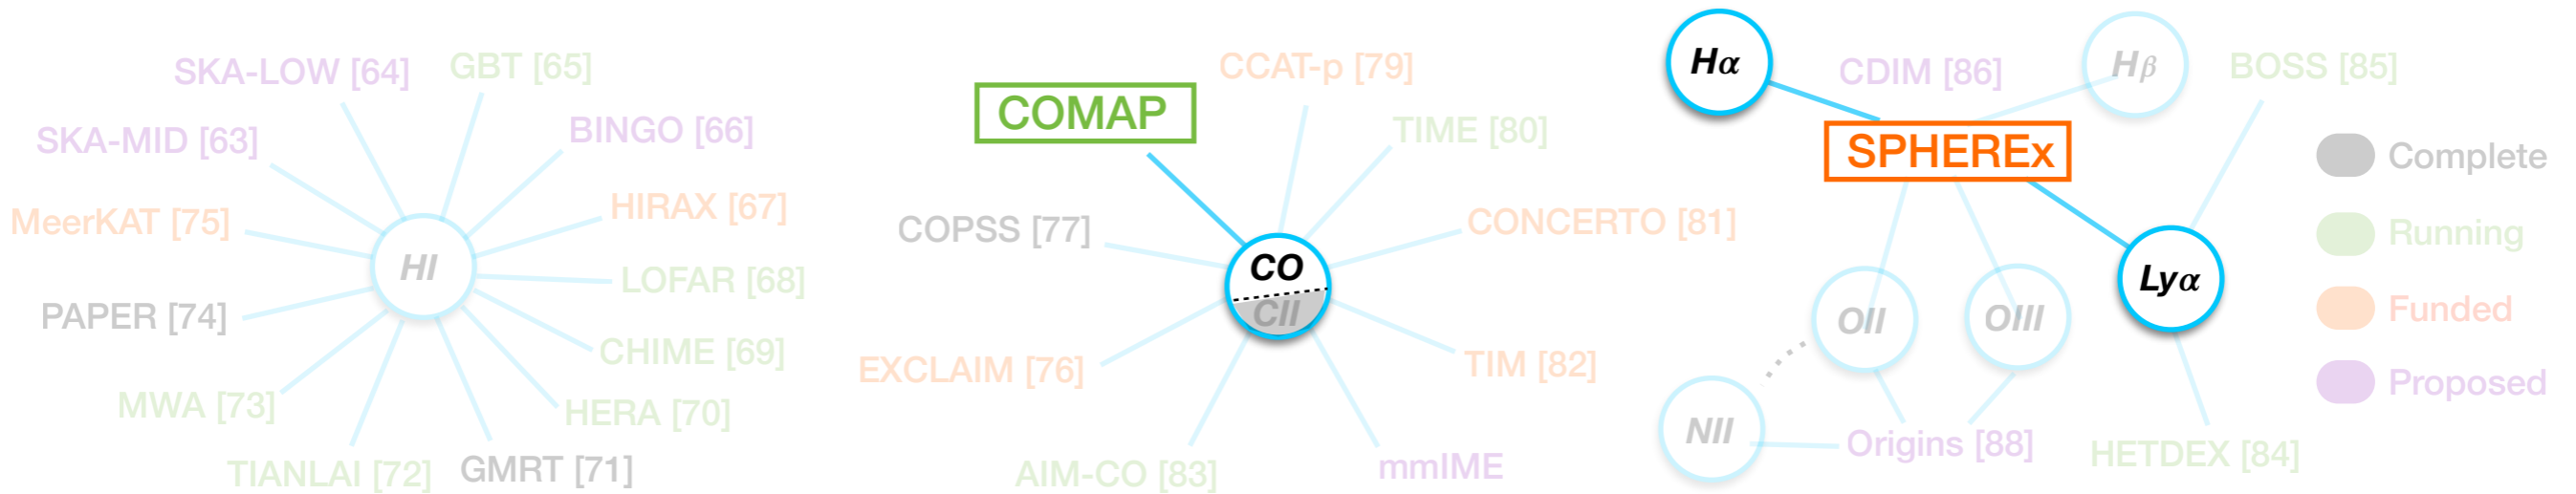 SKA-LOW [64]
GBT [65]
SKA-MID [63]
BINGO [66]
MeerKAT [75]
HIRAX [67]
HI
LOFAR [68]
PAPER [74]
CHIME [69]
MWA [73]
HERA [70]
TIANLAI [72]
GMRT [71]
CCAT-p [79]
COMAP
TIME [80]
COPSS [77]
CONCERTO [81]
CO
CII
EXCLAIM [76]
TIM [82]
AIM-CO [83]
mmIME
Hα
CDIM [86]
Hβ
BOSS [85]
SPHEREx
Lyα
OII
OIII
NII
Origins [88]
HETDEX [84]
Complete
Running
Funded
Proposed